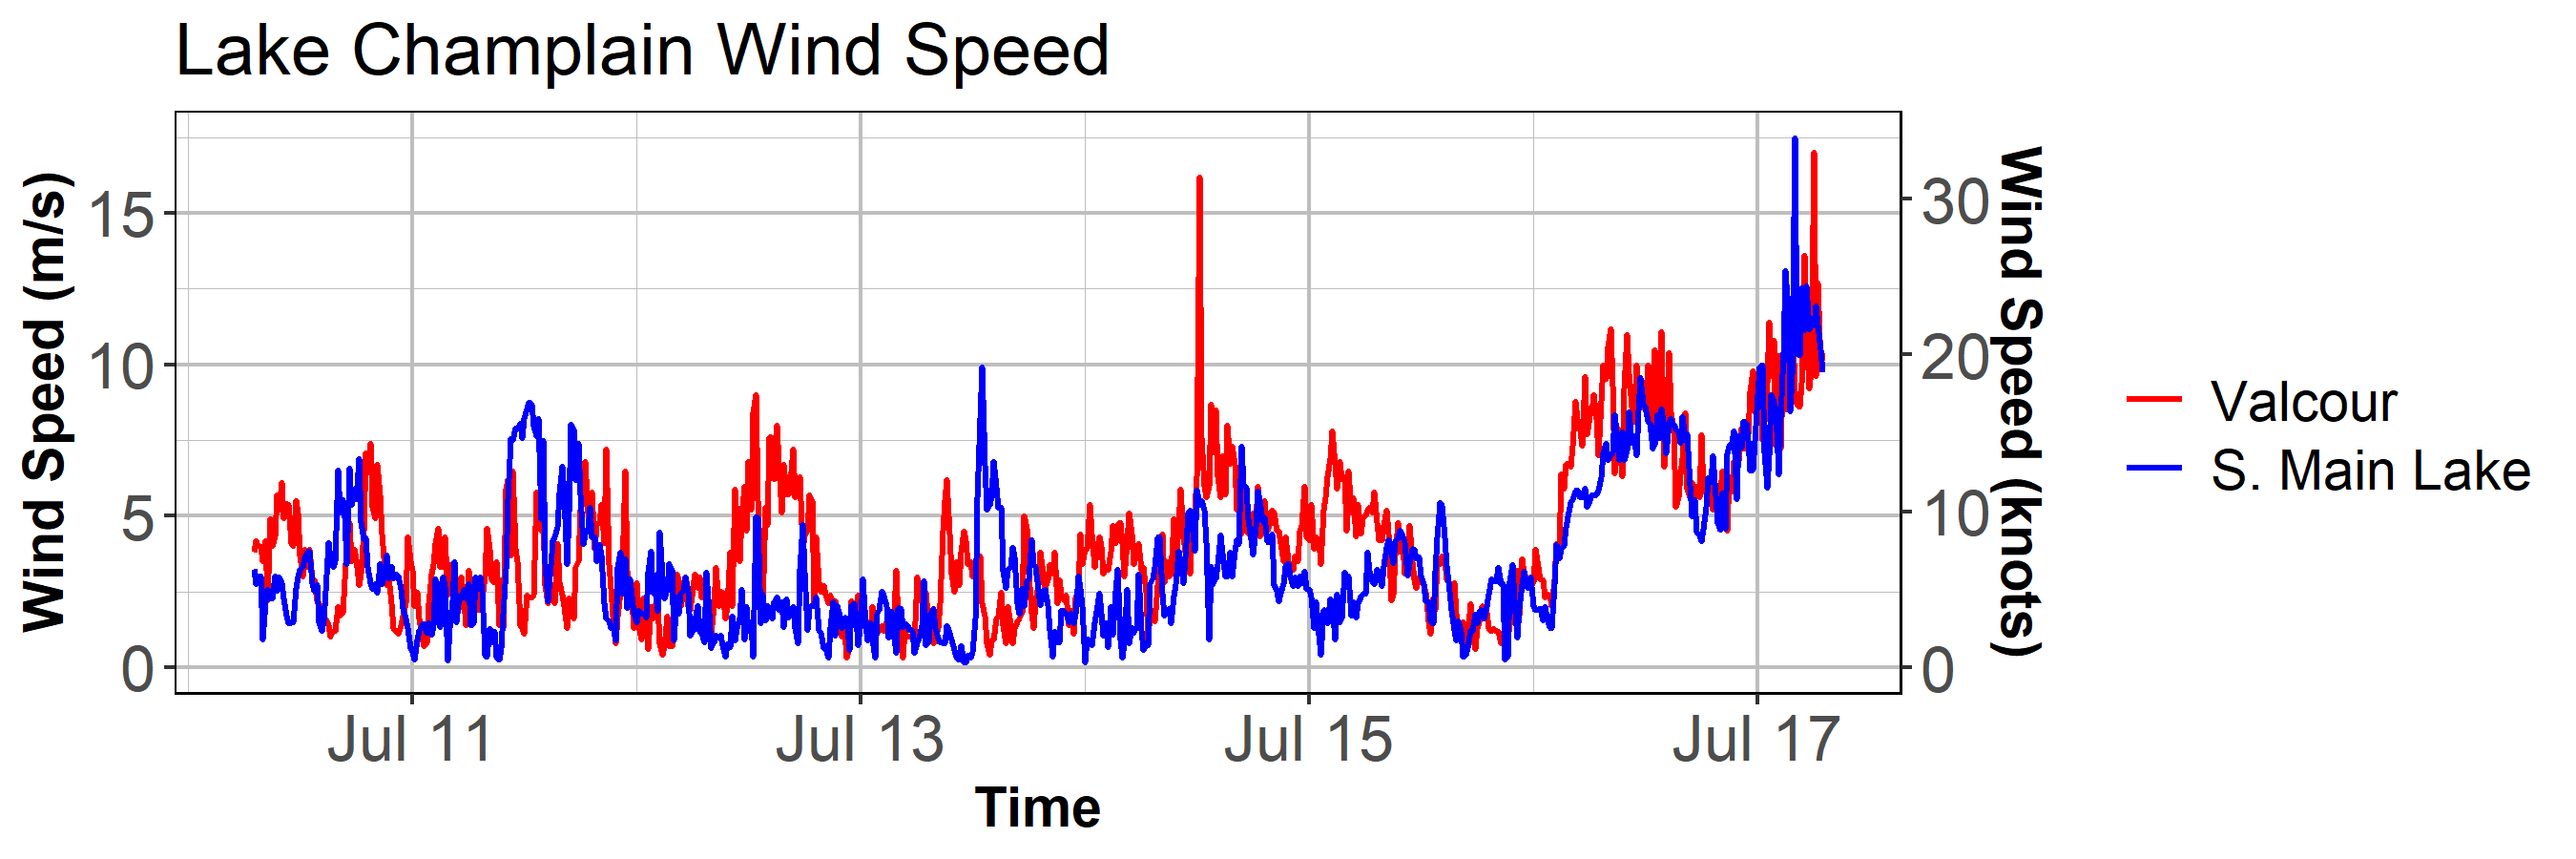 Lake Champlain Wind Speed
Wind Speed (m/s)
15
10
5
0
30
20
10
0
Wind Speed (knots)
Jul 11
Jul 13
Jul 15
Jul 17
Time
Valcour
S. Main Lake